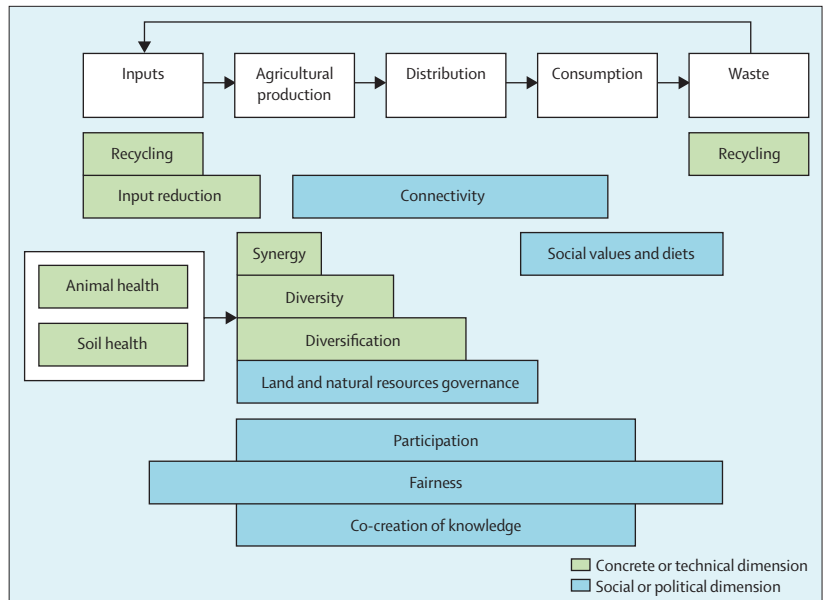 Inputs
Agricultural
production
Distribution
Consumption
Waste
Recycling
Recycling
Input reduction
Connectivity
Synergy
Social values and diets
Animal health
Diversity
Soil health
Diversification
Land and natural resources governance
Participation
Fairness
Co-creation of knowledge
Concrete or technical dimension
Social or political dimension